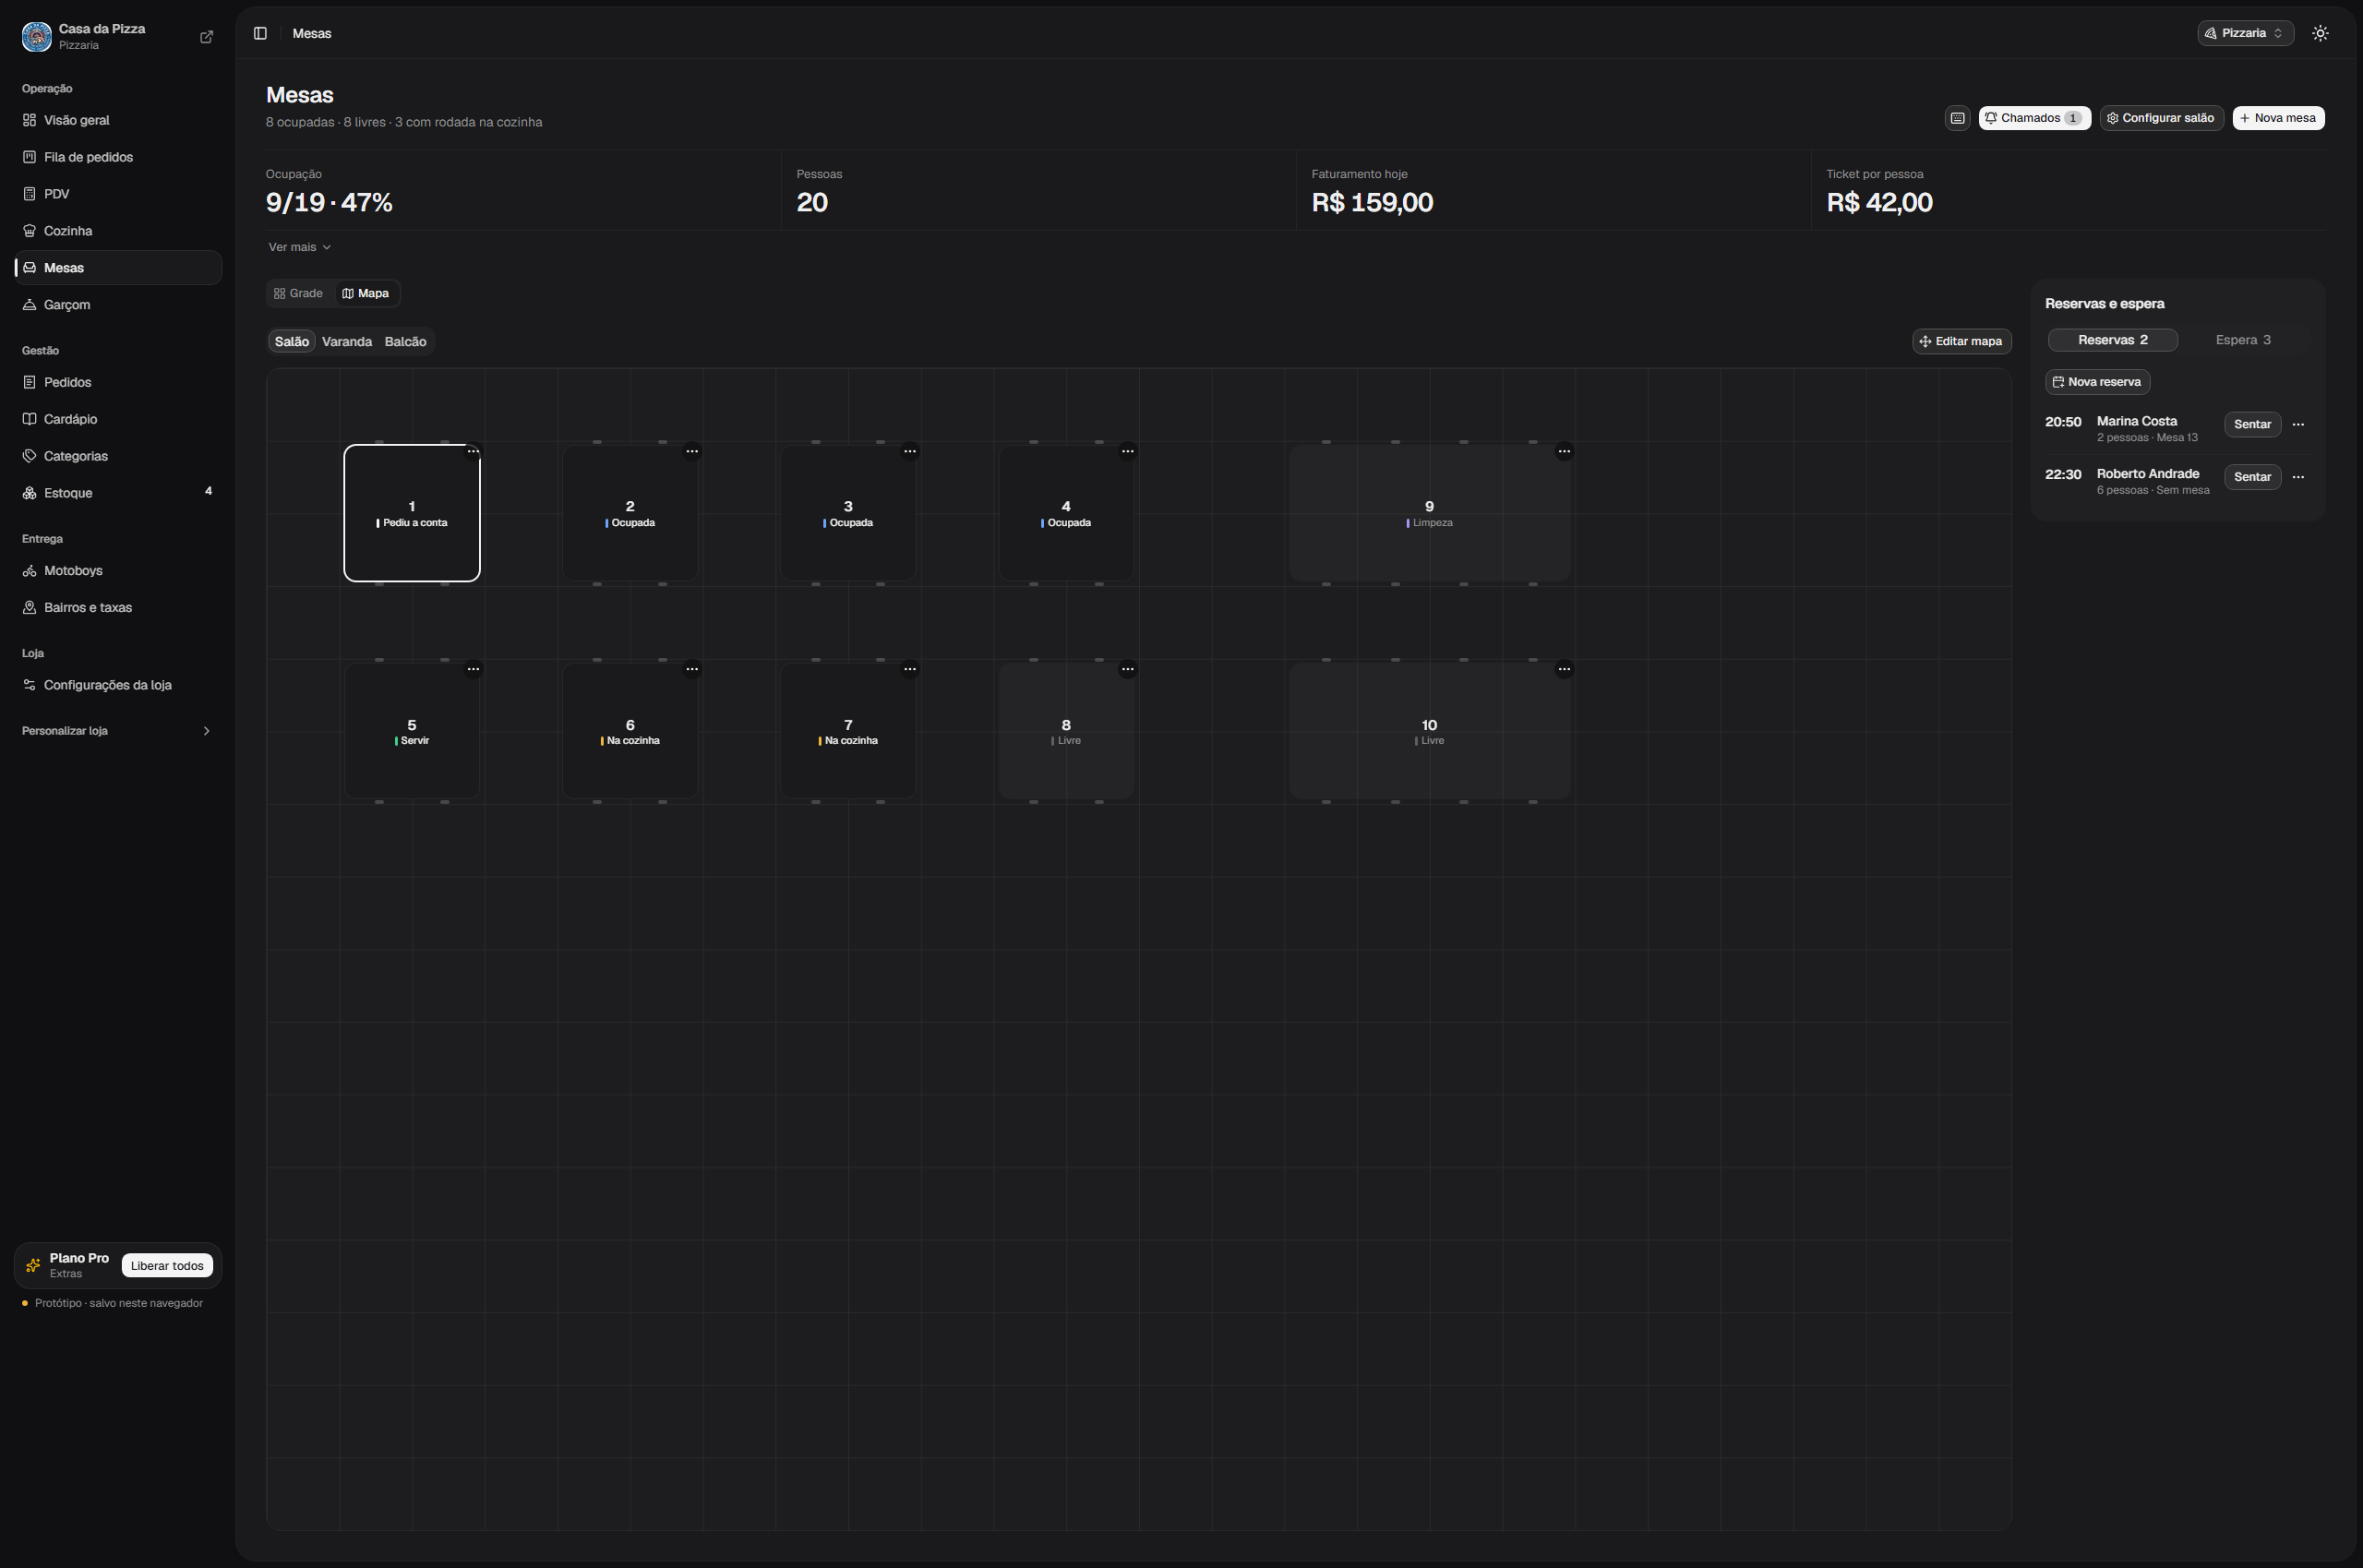 Casa da Pizza
Pizzaria
Operação
Visão geral
Fila de pedidos
PDV
Cozinha
Mesas
Garçom
Gestão
Pedidos
Cardápio
Categorias
Estoque 4
Entrega
Motoboys
Bairros e taxas
Loja
Configurações da loja
Personalizar loja
Plano Pro
Extras
Liberar todos
Protótipo · salvo neste navegador
Mesas
Pizzaria
Mesas
8 ocupadas · 8 livres · 3 com rodada na cozinha
Chamados 1
Configurar salão
Nova mesa
Ocupação
9/19 · 47%
Pessoas
20
Faturamento hoje
R$ 159,00
Ticket por pessoa
R$ 42,00
Ver mais
Grade
Mapa
Salão
Varanda
Balcão
Editar mapa
1
Pediu a conta
2
Ocupada
3
Ocupada
4
Ocupada
9
Limpeza
5
Servir
6
Na cozinha
7
Na cozinha
8
Livre
10
Livre
Reservas e espera
Reservas 2
Espera 3
Nova reserva
20:50
Marina Costa
2 pessoas · Mesa 13
Sentar
22:30
Roberto Andrade
6 pessoas · Sem mesa
Sentar